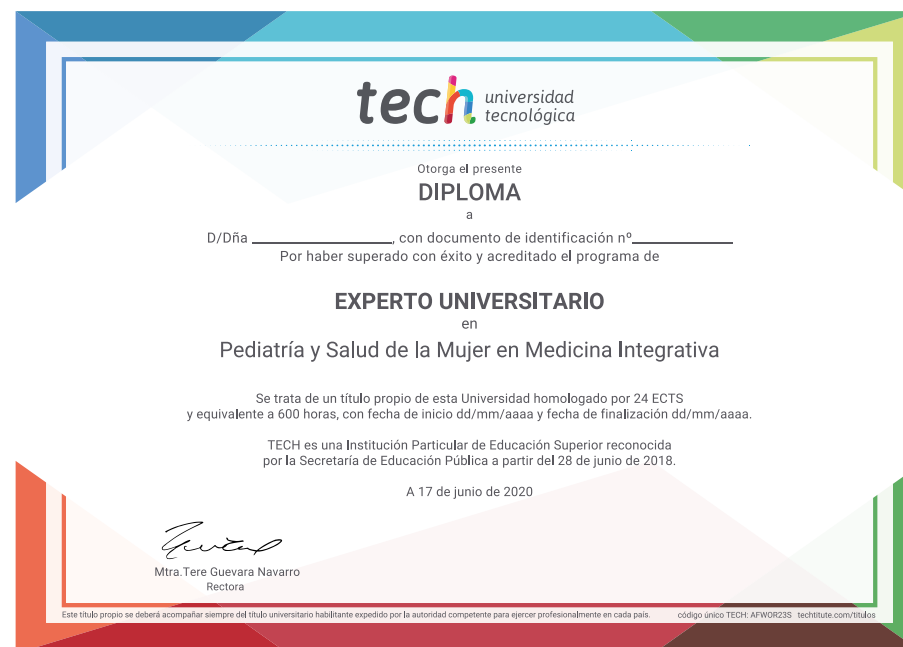 tech universidad
tecnológica
Otorga el presente
DIPLOMA
a
D/Dña ____________________, con documento de identificación nº______________
Por haber superado con éxito y acreditado el programa de
EXPERTO UNIVERSITARIO
en
Pediatría y Salud de la Mujer en Medicina Integrativa
Se trata de un título propio de esta Universidad homologado por 24 ECTS
y equivalente a 600 horas, con fecha de inicio dd/mm/aaaa y fecha de finalización dd/mm/aaaa.
TECH es una Institución Particular de Educación Superior reconocida
por la Secretaría de Educación Pública a partir del 28 de junio de 2018.
A 17 de junio de 2020
Mtra.Tere Guevara Navarro
Rectora
Este título propio se deberá acompañar siempre del título universitario habilitante expedido por la autoridad competente para ejercer profesionalmente en cada país. código único TECH: AFWOR23S techtitute.com/títulos